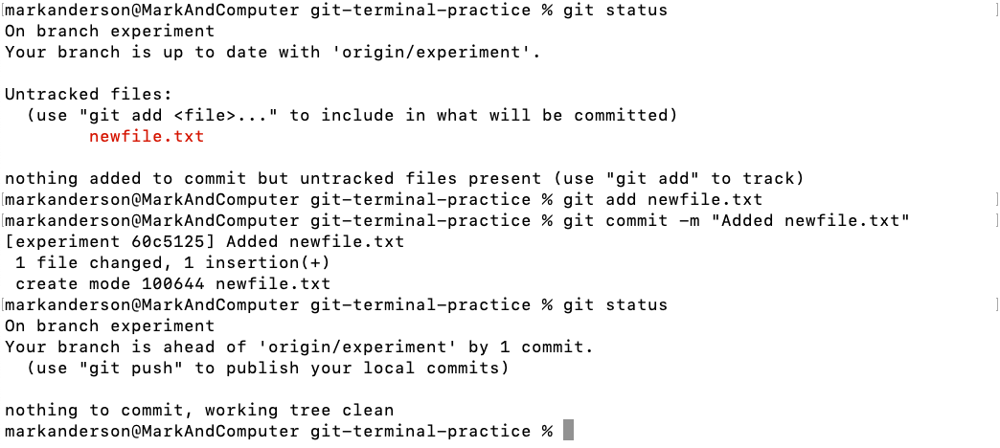 markanderson@MarkAndComputer git-terminal-practice % git status
On branch experiment
Your branch is up to date with 'origin/experiment'.

Untracked files:
  (use "git add <file>..." to include in what will be committed)
        newfile.txt

nothing added to commit but untracked files present (use "git add" to track)
markanderson@MarkAndComputer git-terminal-practice % git add newfile.txt
markanderson@MarkAndComputer git-terminal-practice % git commit -m "Added newfile.txt"
[experiment 60c5125] Added newfile.txt
 1 file changed, 1 insertion(+)
 create mode 100644 newfile.txt
markanderson@MarkAndComputer git-terminal-practice % git status
On branch experiment
Your branch is ahead of 'origin/experiment' by 1 commit.
  (use "git push" to publish your local commits)

nothing to commit, working tree clean
markanderson@MarkAndComputer git-terminal-practice %